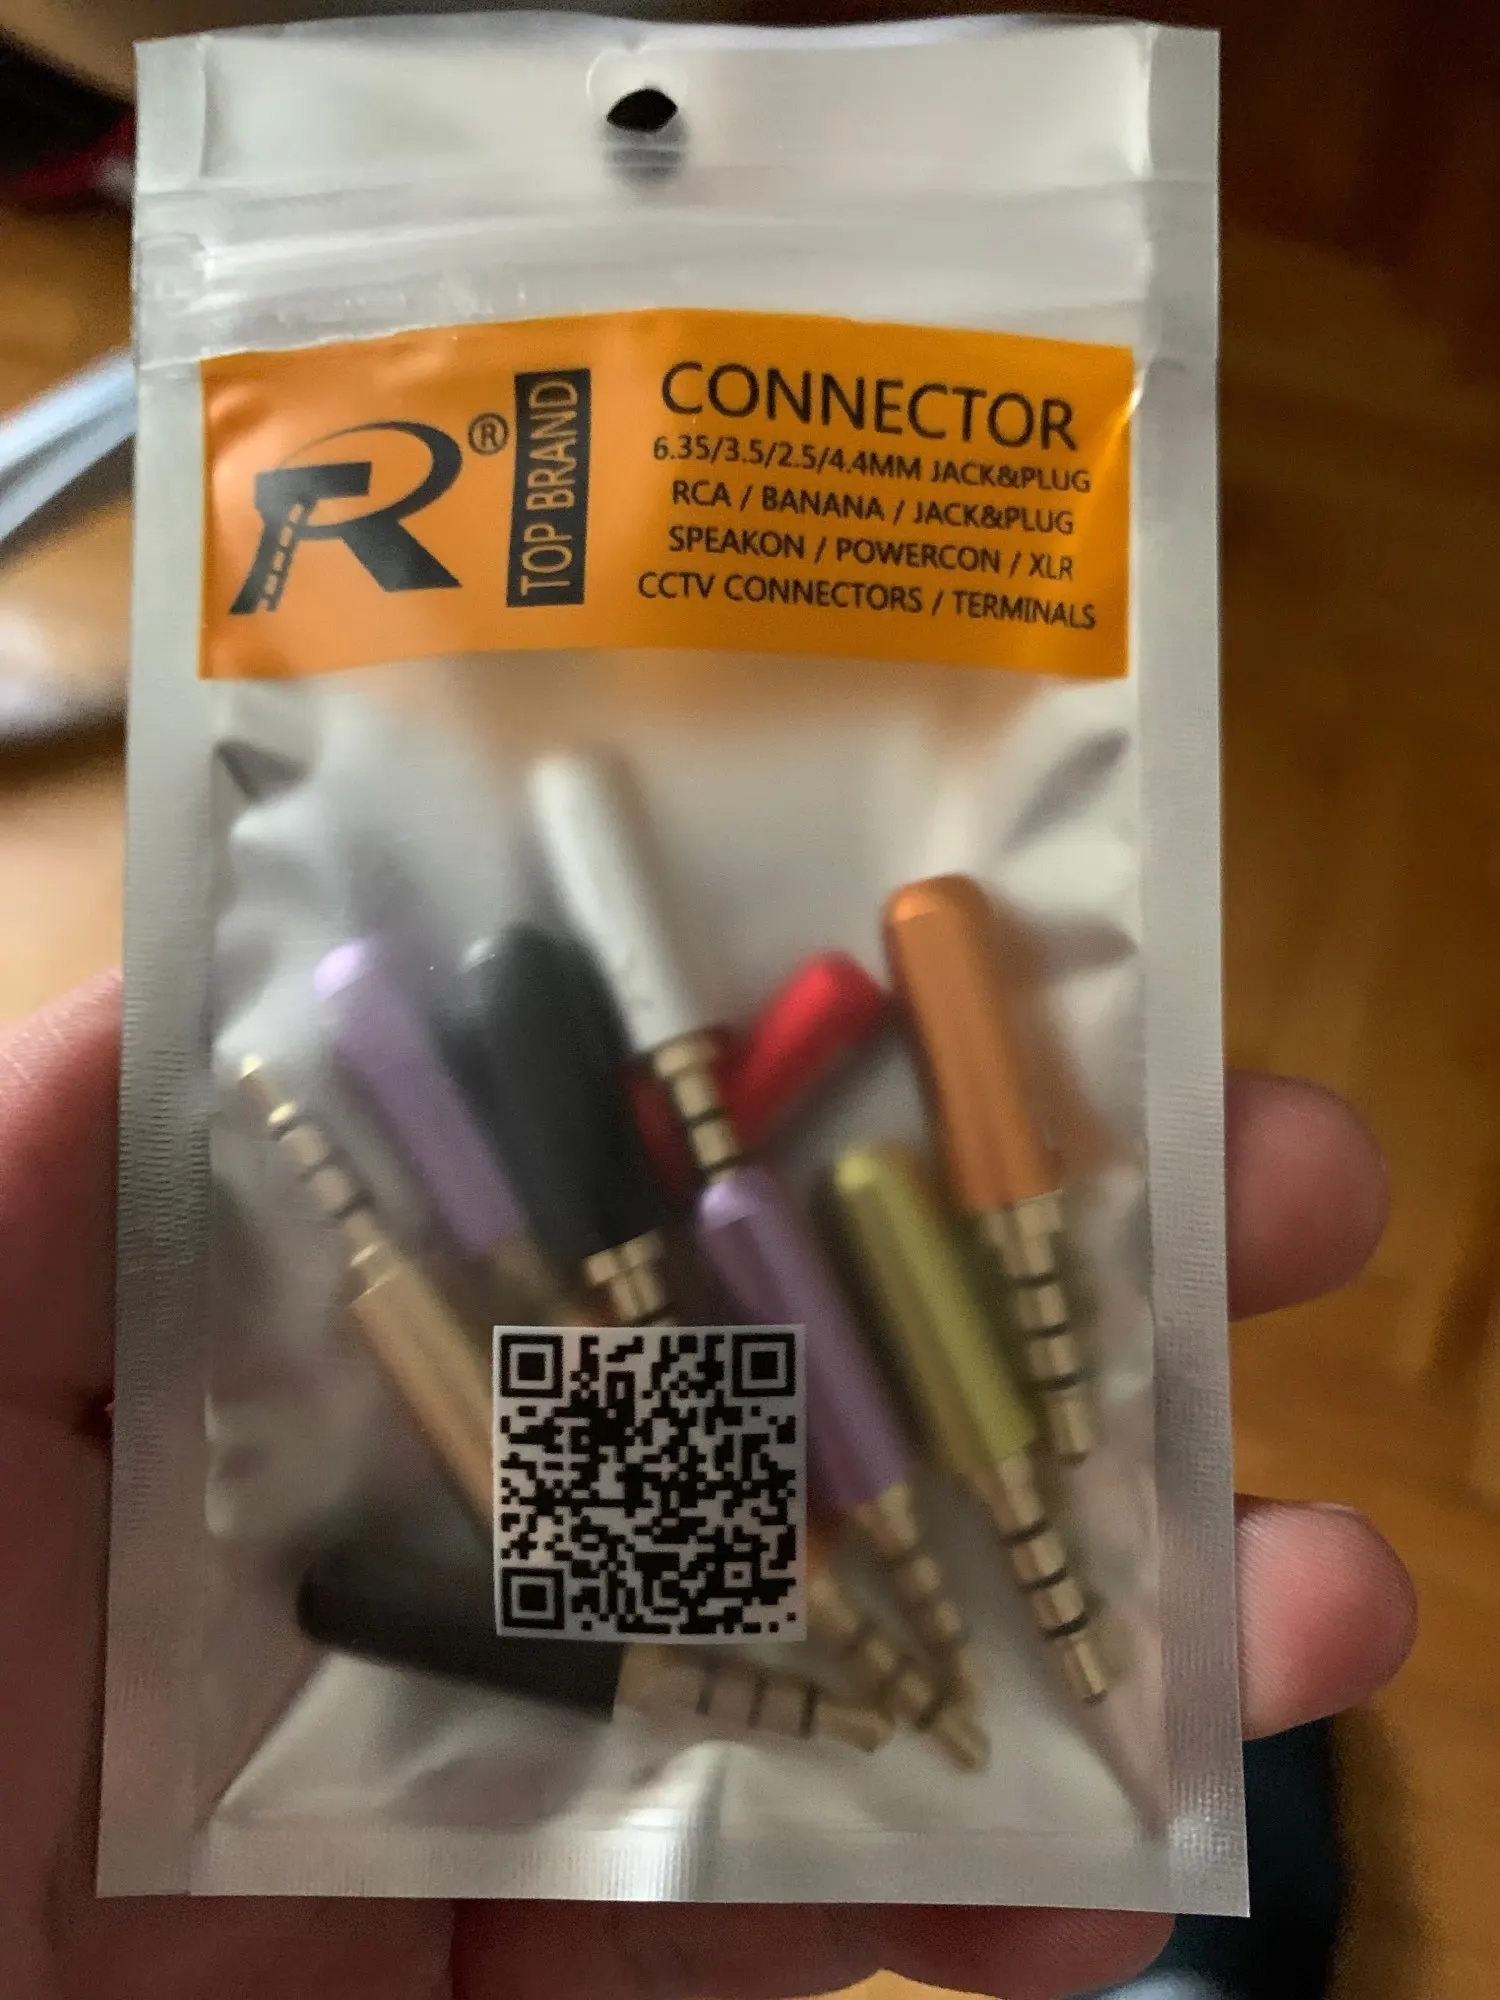 R®
TOP BRAND
CONNECTOR
6.35/3.5/2.5/4.4MM JACK&PLUG
RCA / BANANA / JACK&PLUG
SPEAKON / POWERCON / XLR
CCTV CONNECTORS / TERMINALS